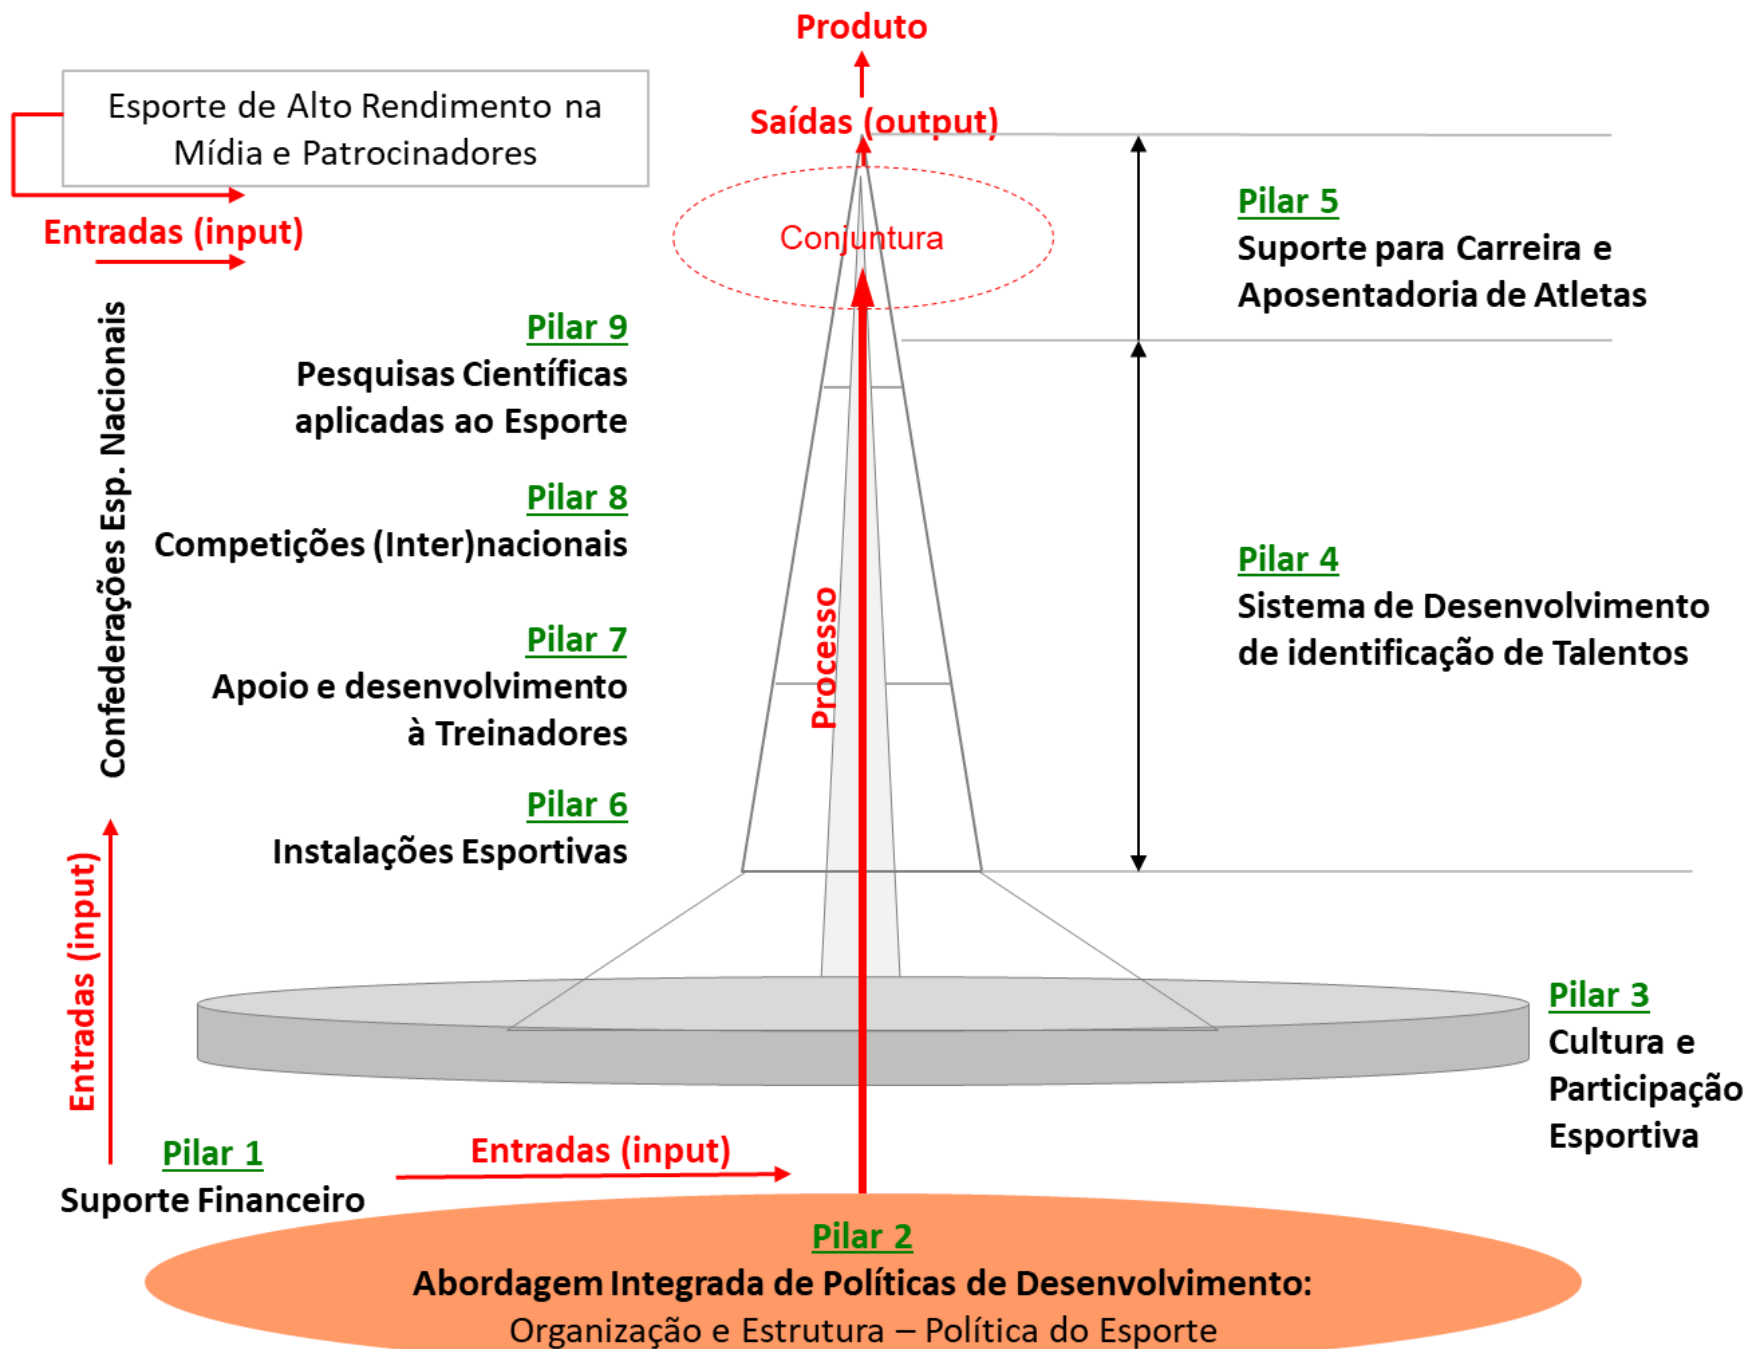 Produto
Saídas (output)
Esporte de Alto Rendimento na
Mídia e Patrocinadores
Entradas (input)
Conjuntura
Confederações Esp. Nacionais
Pilar 9
Pesquisas Científicas
aplicadas ao Esporte
Pilar 8
Competições (Inter)nacionais
Pilar 7
Apoio e desenvolvimento
à Treinadores
Pilar 6
Instalações Esportivas
Processo
Pilar 5
Suporte para Carreira e
Aposentadoria de Atletas
Pilar 4
Sistema de Desenvolvimento
de identificação de Talentos
Pilar 3
Cultura e
Participação
Esportiva
Entradas (input)
Pilar 1
Suporte Financeiro
Entradas (input)
Pilar 2
Abordagem Integrada de Políticas de Desenvolvimento:
Organização e Estrutura – Política do Esporte